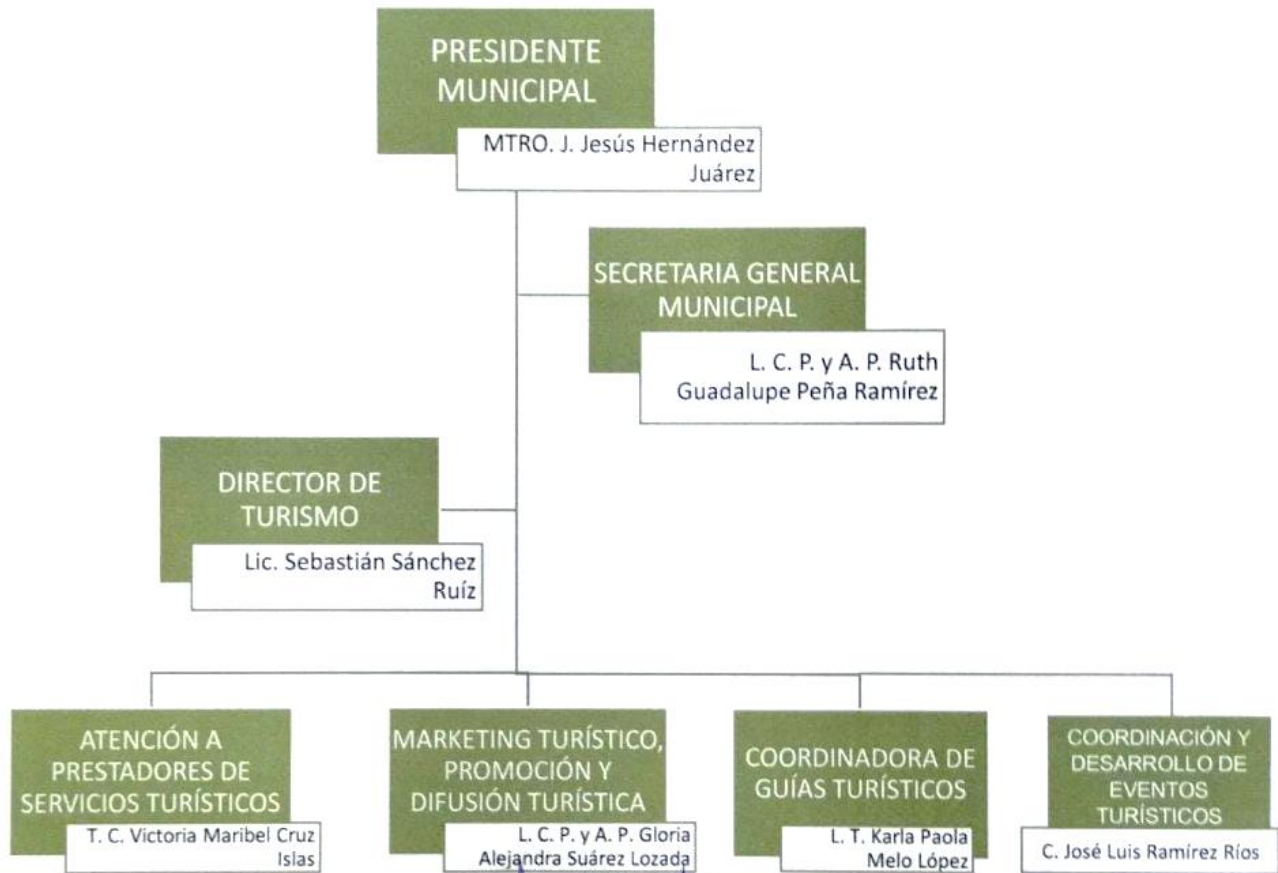 PRESIDENTE
MUNICIPAL
MTRO. J. Jesús Hernández
Juárez
SECRETARIA GENERAL
MUNICIPAL
L. C. P. y A. P. Ruth
Guadalupe Peña Ramírez
DIRECTOR DE
TURISMO
Lic. Sebastián Sánchez
Ruíz
ATENCIÓN A
PRESTADORES DE
SERVICIOS TURÍSTICOS
T. C. Victoria Maribel Cruz
Islas
MARKETING TURÍSTICO,
PROMOCIÓN Y
DIFUSIÓN TURÍSTICA
L. C. P. y A. P. Gloria
Alejandra Suárez Lozada
COORDINADORA DE
GUÍAS TURÍSTICOS
L. T. Karla Paola
Melo López
COORDINACIÓN Y
DESARROLLO DE
EVENTOS
TURÍSTICOS
C. José Luis Ramírez Ríos